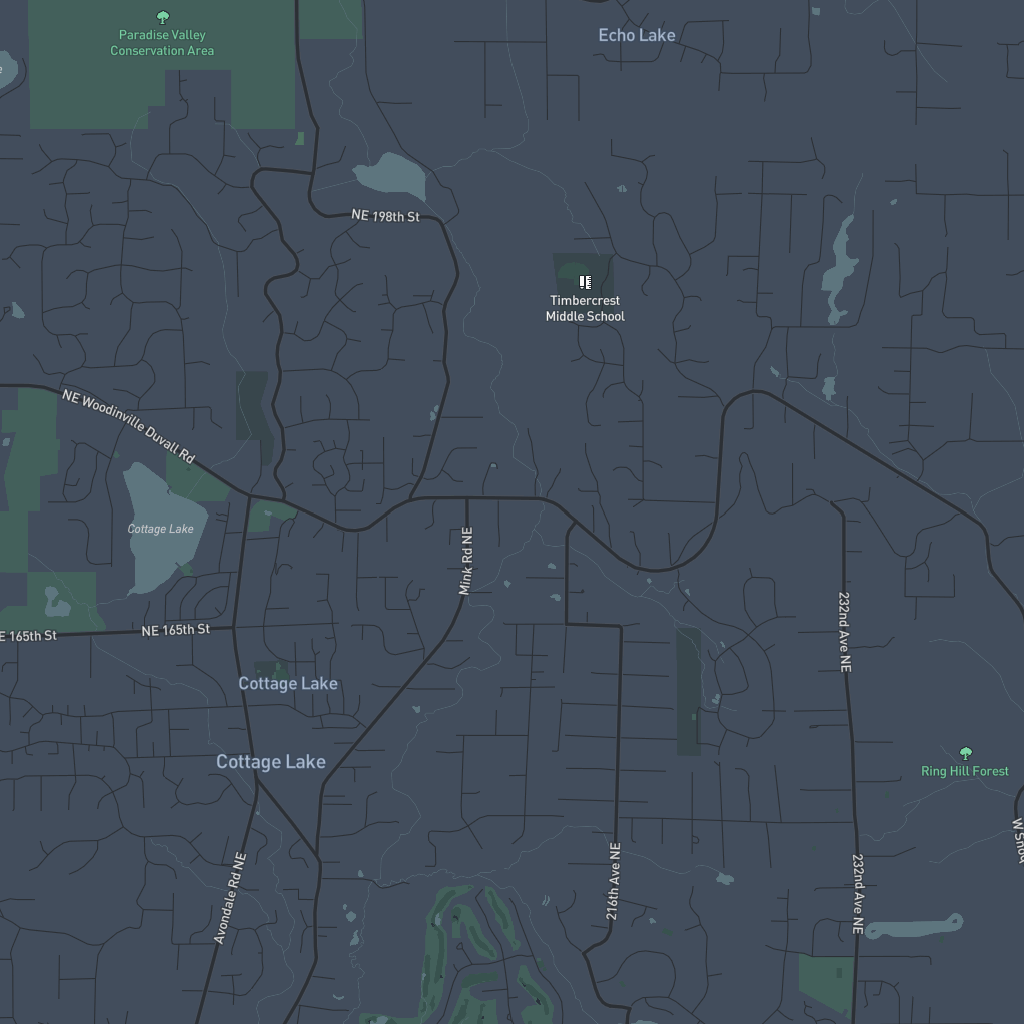 Paradise Valley
Conservation Area
Echo Lake
NE 198th St
Timbercrest
Middle School
NE Woodinville Duvall Rd
Cottage Lake
Mink Rd NE
NE 165th St
E 165th St
232nd Ave NE
Cottage Lake
Cottage Lake
Ring Hill Forest
216th Ave NE
232nd Ave NE
Avondale Rd NE